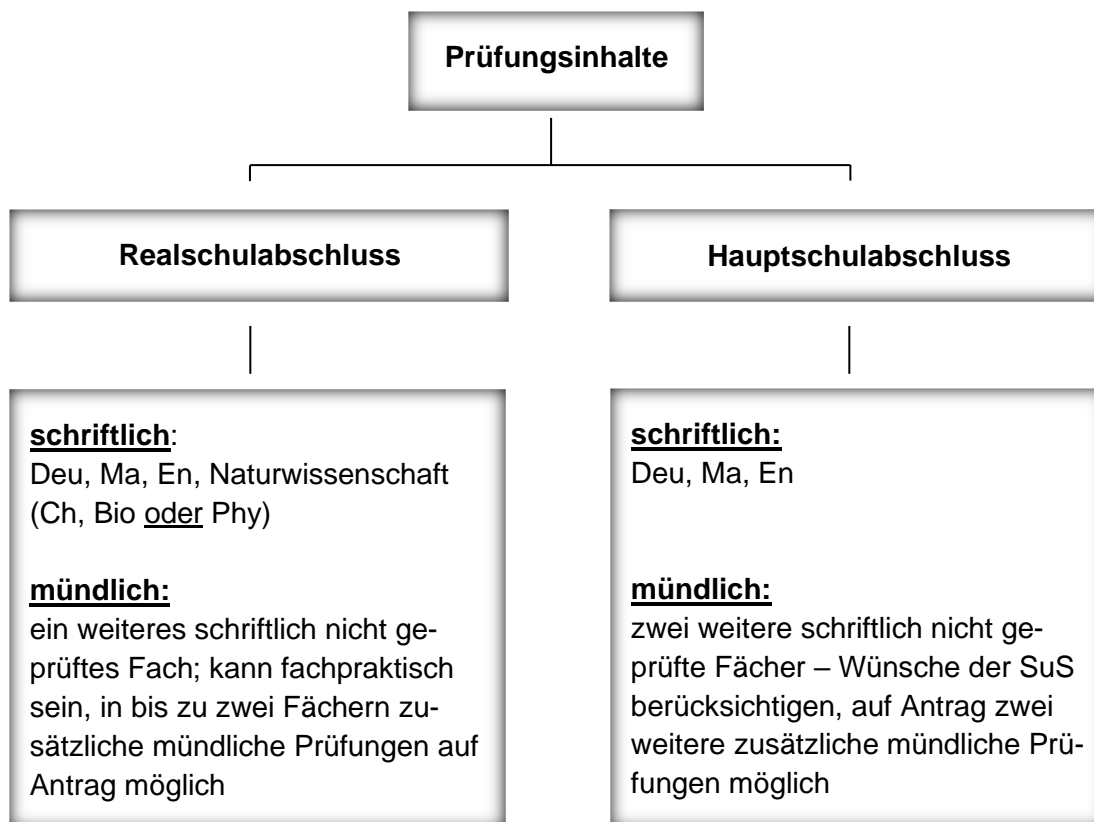 Prüfungsinhalte
Realschulabschluss
Hauptschulabschluss
schriftlich:
Deu, Ma, En, Naturwissenschaft
(Ch, Bio oder Phy)
mündlich:
ein weiteres schriftlich nicht ge-
prüftes Fach; kann fachpraktisch
sein, in bis zu zwei Fächern zu-
sätzliche mündliche Prüfungen auf
Antrag möglich
schriftlich:
Deu, Ma, En
mündlich:
zwei weitere schriftlich nicht ge-
prüfte Fächer – Wünsche der SuS
berücksichtigen, auf Antrag zwei
weitere zusätzliche mündliche Prü-
fungen möglich